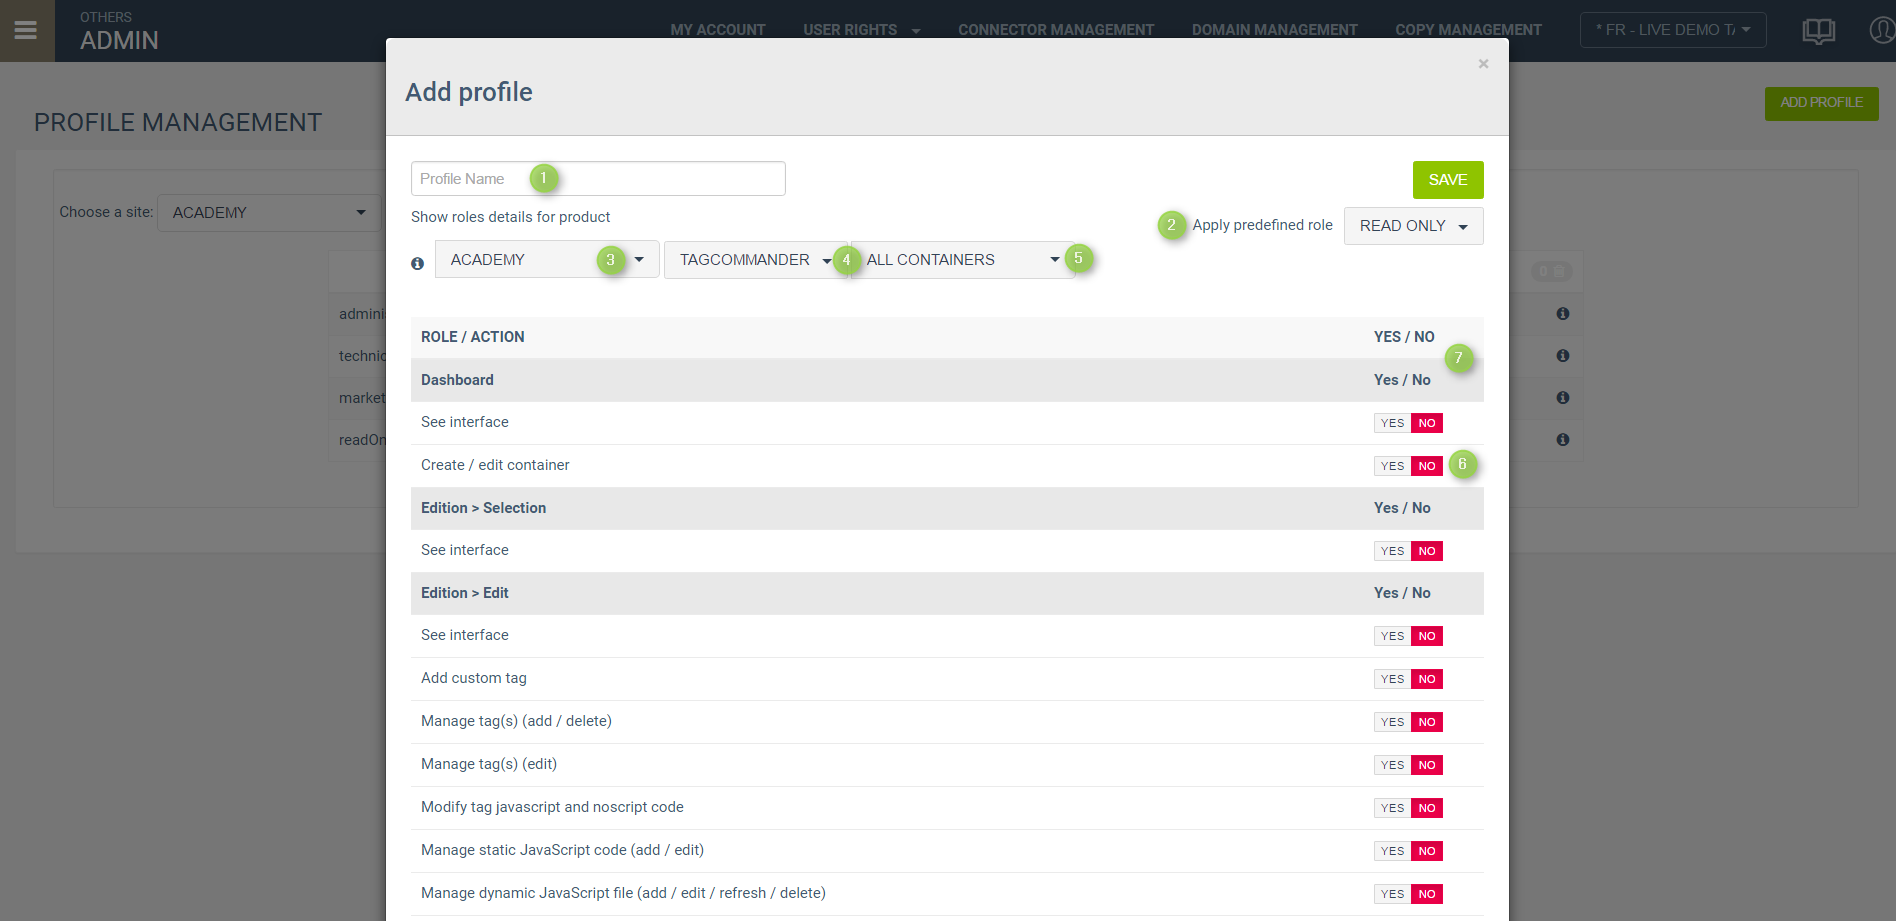 OTHERS
ADMIN
MY ACCOUNT
USER RIGHTS
CONNECTOR MANAGEMENT
DOMAIN MANAGEMENT
COPY MANAGEMENT
* FR - LIVE DEMO
Add profile
×
PROFILE MANAGEMENT
ADD PROFILE
Profile Name
1
SAVE
Choose a site:
ACADEMY
Show roles details for product
2
Apply predefined role
READ ONLY
ACADEMY
3
TAGCOMMANDER
4
ALL CONTAINERS
5
0
ROLE / ACTION
YES / NO
7
Dashboard
Yes / No
See interface
YES NO
Create / edit container
YES NO
6
Edition > Selection
Yes / No
See interface
YES NO
Edition > Edit
Yes / No
See interface
YES NO
Add custom tag
YES NO
Manage tag(s) (add / delete)
YES NO
Manage tag(s) (edit)
YES NO
Modify tag javascript and noscript code
YES NO
Manage static JavaScript code (add / edit)
YES NO
Manage dynamic JavaScript file (add / edit / refresh / delete)
YES NO